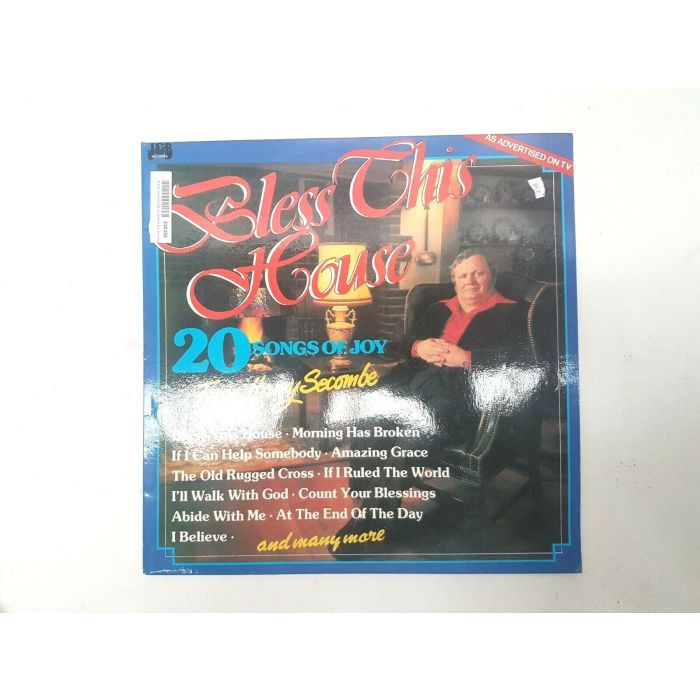 J&B
RECORDS
AS ADVERTISED ON TV
Bless This
House
20 SONGS OF JOY
Secombe
House · Morning Has Broken
If I Can Help Somebody · Amazing Grace
The Old Rugged Cross · If I Ruled The World
I'll Walk With God · Count Your Blessings
Abide With Me · At The End Of The Day
I Believe ·
and many more